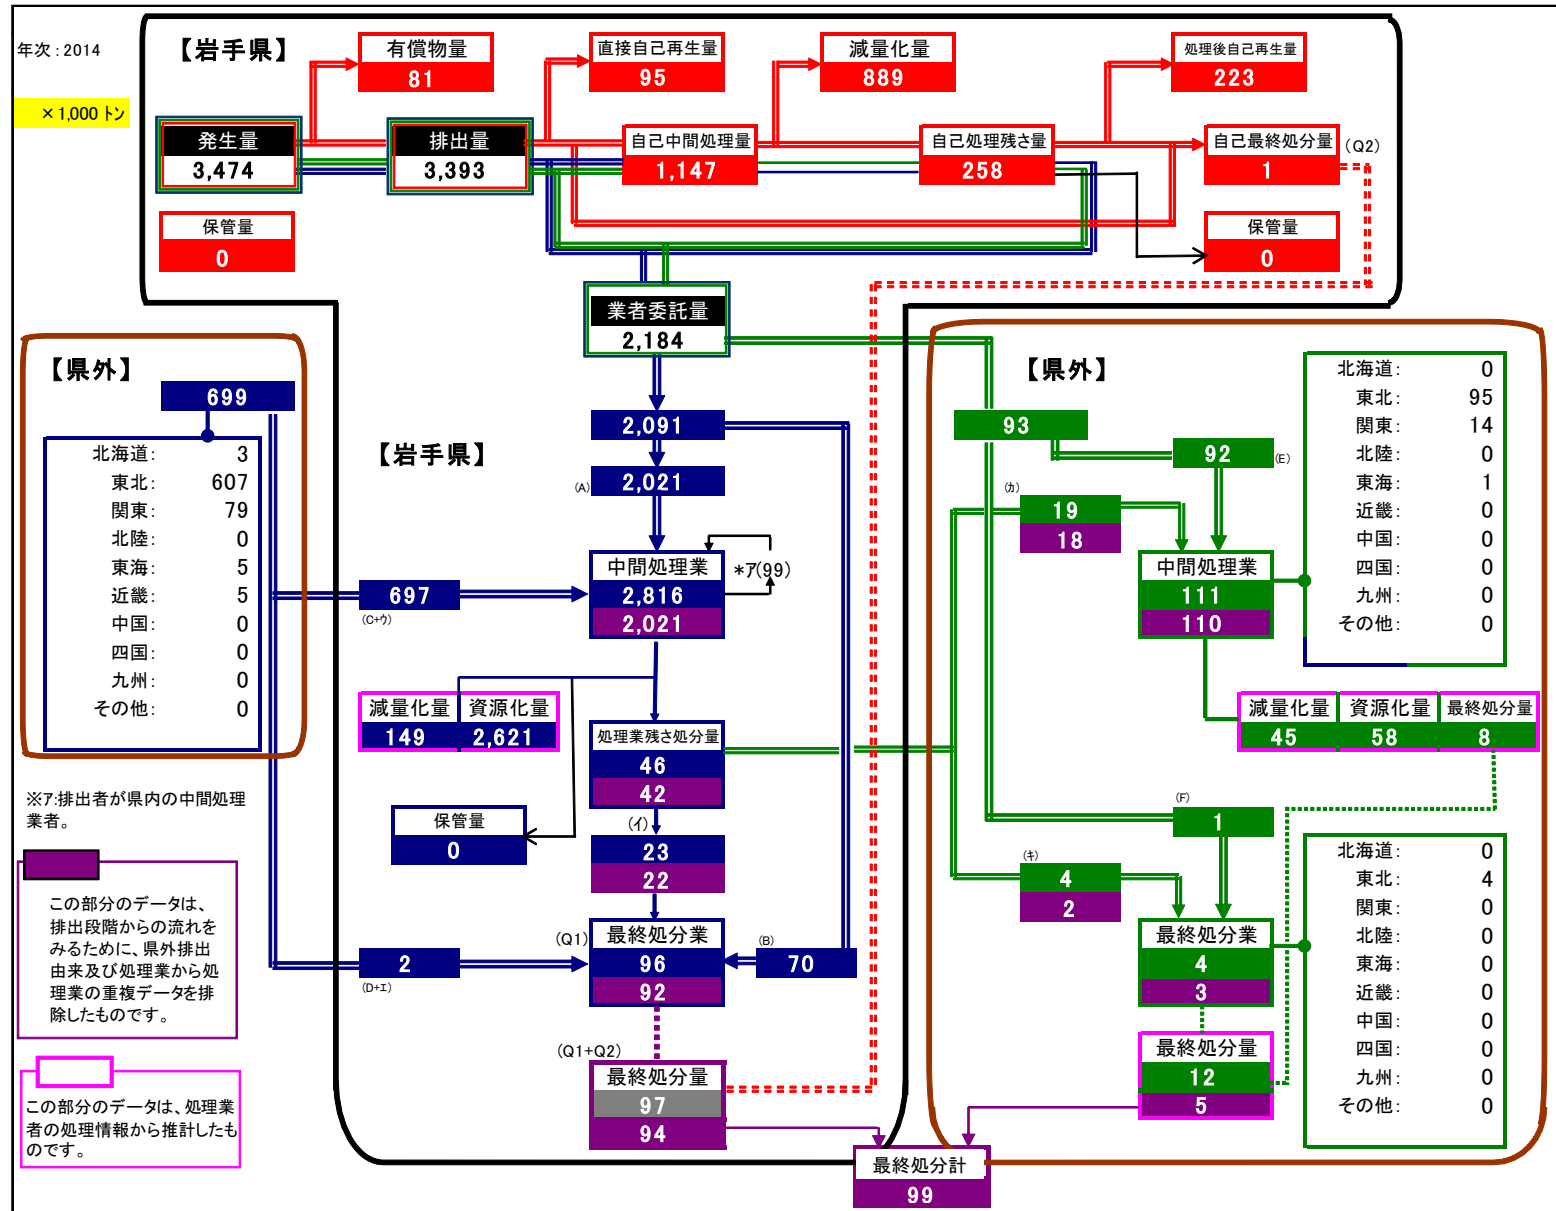 年次：2014
【岩手県】
×1,000トン
有償物量
81
直接自己再生量
95
減量化量
889
処理後自己再生量
223
発生量
3,474
排出量
3,393
自己中間処理量
1,147
自己処理残さ量
258
自己最終処分量
1
(Q2)
保管量
0
保管量
0
業者委託量
2,184
【県外】
699
北海道: 3
東北: 607
関東: 79
北陸: 0
東海: 5
近畿: 5
中国: 0
四国: 0
九州: 0
その他: 0
【岩手県】
2,091
(A)
2,021
697
(C+ウ)
中間処理業
2,816
2,021
*ア(99)
減量化量
149
資源化量
2,621
処理業残さ処分量
46
42
保管量
0
(イ)
23
22
(Q1)
最終処分業
96
92
(B)
70
2
(D+エ)
(Q1+Q2)
最終処分量
97
94
最終処分計
99
【県外】
93
92
(E)
(カ)
19
18
中間処理業
111
110
北海道: 0
東北: 95
関東: 14
北陸: 0
東海: 1
近畿: 0
中国: 0
四国: 0
九州: 0
その他: 0
減量化量
45
資源化量
58
最終処分量
8
(F)
1
(キ)
4
2
最終処分業
4
3
最終処分量
12
5
北海道: 0
東北: 4
関東: 0
北陸: 0
東海: 0
近畿: 0
中国: 0
四国: 0
九州: 0
その他: 0
※ア:排出者が県内の中間処理
業者。
この部分のデータは、
排出段階からの流れを
みるために、県外排出
由来及び処理業から処
理業の重複データを排
除したものです。
この部分のデータは、処理業
者の処理情報から推計したも
のです。